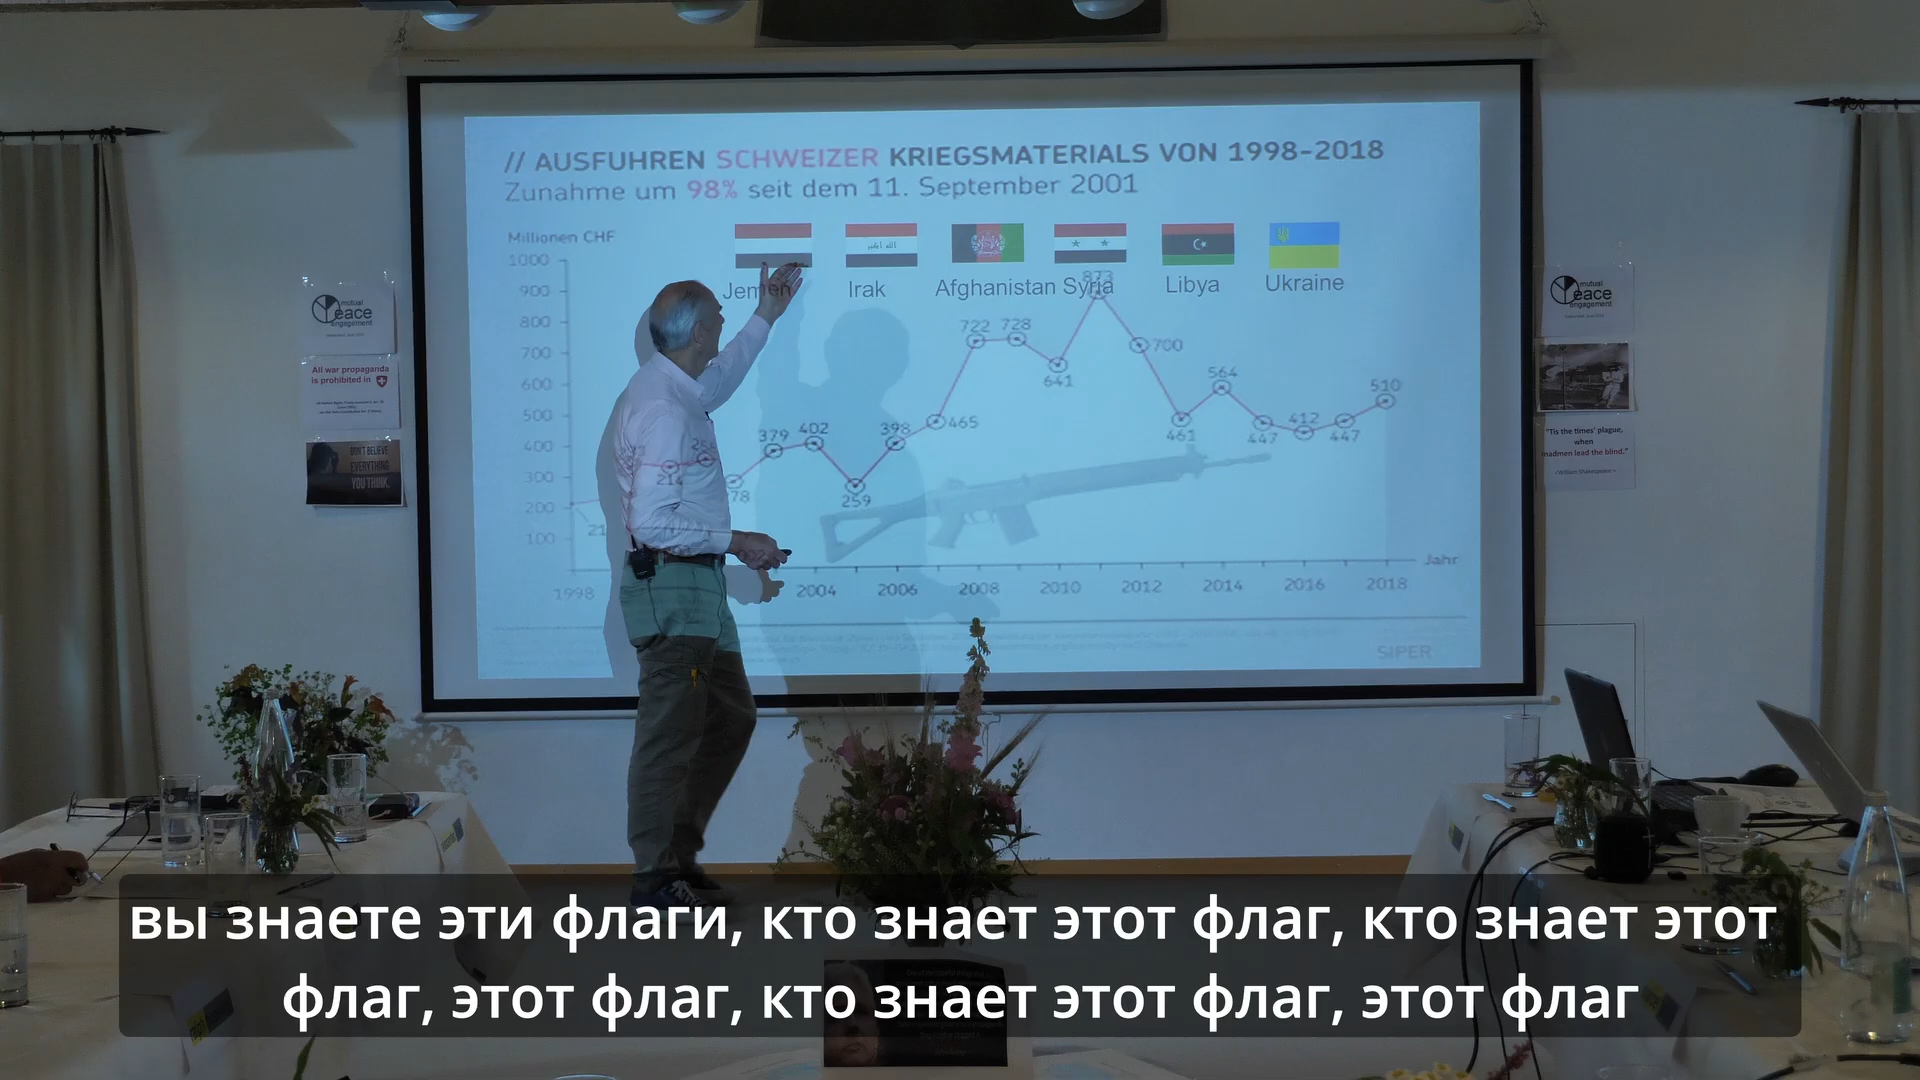 // AUSFUHREN SCHWEIZER KRIEGSMATERIALS VON 1998-2018
Zunahme um 98% seit dem 11. September 2001
Millionen CHF
Jemen Irak Afghanistan Syria Libya Ukraine
1000
900
800
700
600
500
400
300
200
100
21
214
78
379
402
259
398
465
722
728
641
873
700
461
564
447
412
447
510
Jahr
1998 2004 2006 2008 2010 2012 2014 2016 2018
SIPER
mutual
Peace
engagement
All war propaganda
is prohibited in
DON'T BELIEVE
EVERYTHING
YOU THINK.
mutual
Peace
engagement
"Tis the times' plague,
when
madmen lead the blind."
вы знаете эти флаги, кто знает этот флаг, кто знает этот
флаг, этот флаг, кто знает этот флаг, этот флаг